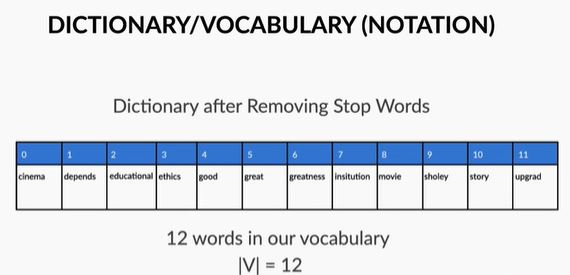 DICTIONARY/VOCABULARY (NOTATION)
Dictionary after Removing Stop Words
0 1 2 3 4 5 6 7 8 9 10 11
cinema depends educational ethics good great greatness insitution movie sholey story upgrad
12 words in our vocabulary
|V| = 12